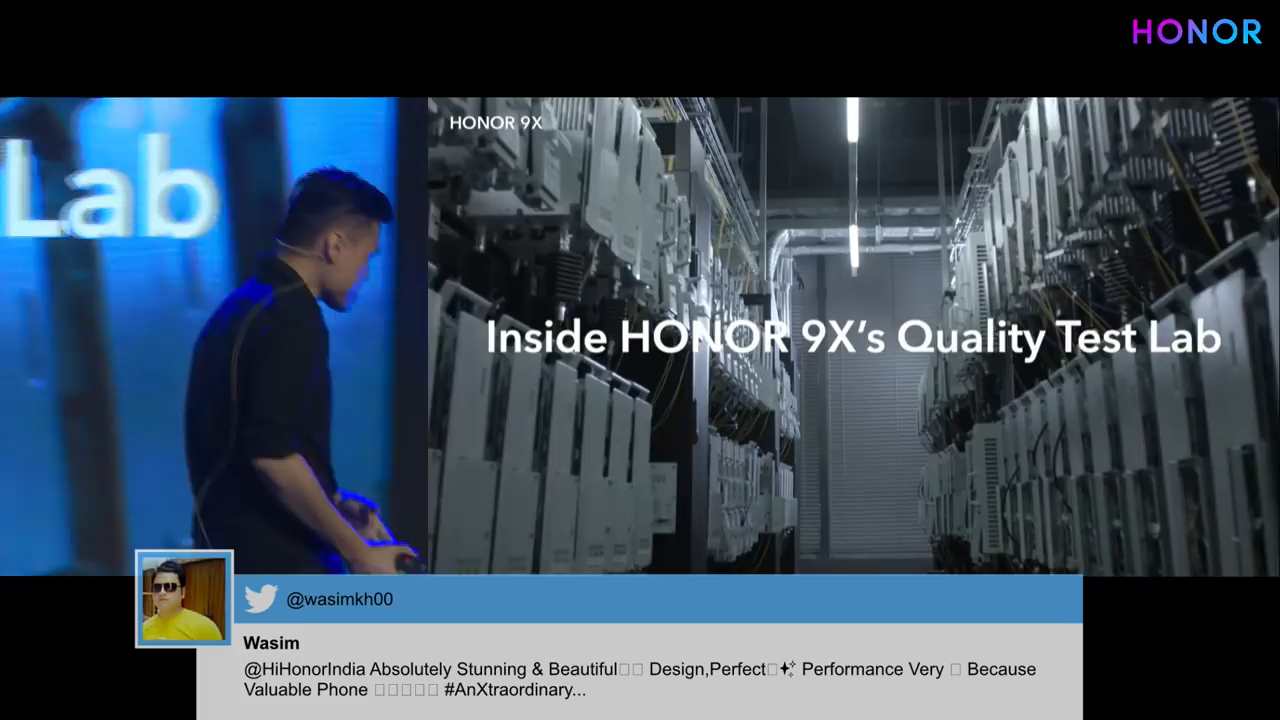 HONOR
Lab
HONOR 9X
Inside HONOR 9X's Quality Test Lab
@wasimkh00
Wasim
@HiHonorIndia Absolutely Stunning & Beautiful□□ Design,Perfect□✨ Performance Very □ Because
Valuable Phone □□□□□ #AnXtraordinary...